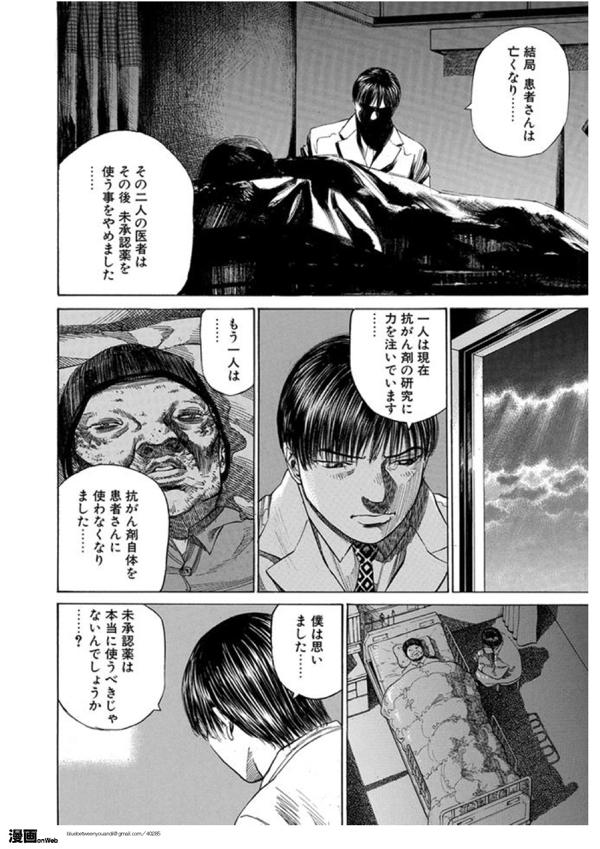 結局 患者さんは
亡くなり……
その二人の医者は
その後 未承認薬を
使う事をやめました
……
一人は現在
抗がん剤の研究に
力を注いでいます
……
もう一人は
……
抗がん剤自体を
患者さんに
使わなくなり
ました……
僕は思い
ました……
未承認薬は
本当に使うべきじゃ
ないんでしょうか
……?
漫画onWeb
bluebetweenyouandi@gmail.com/40285